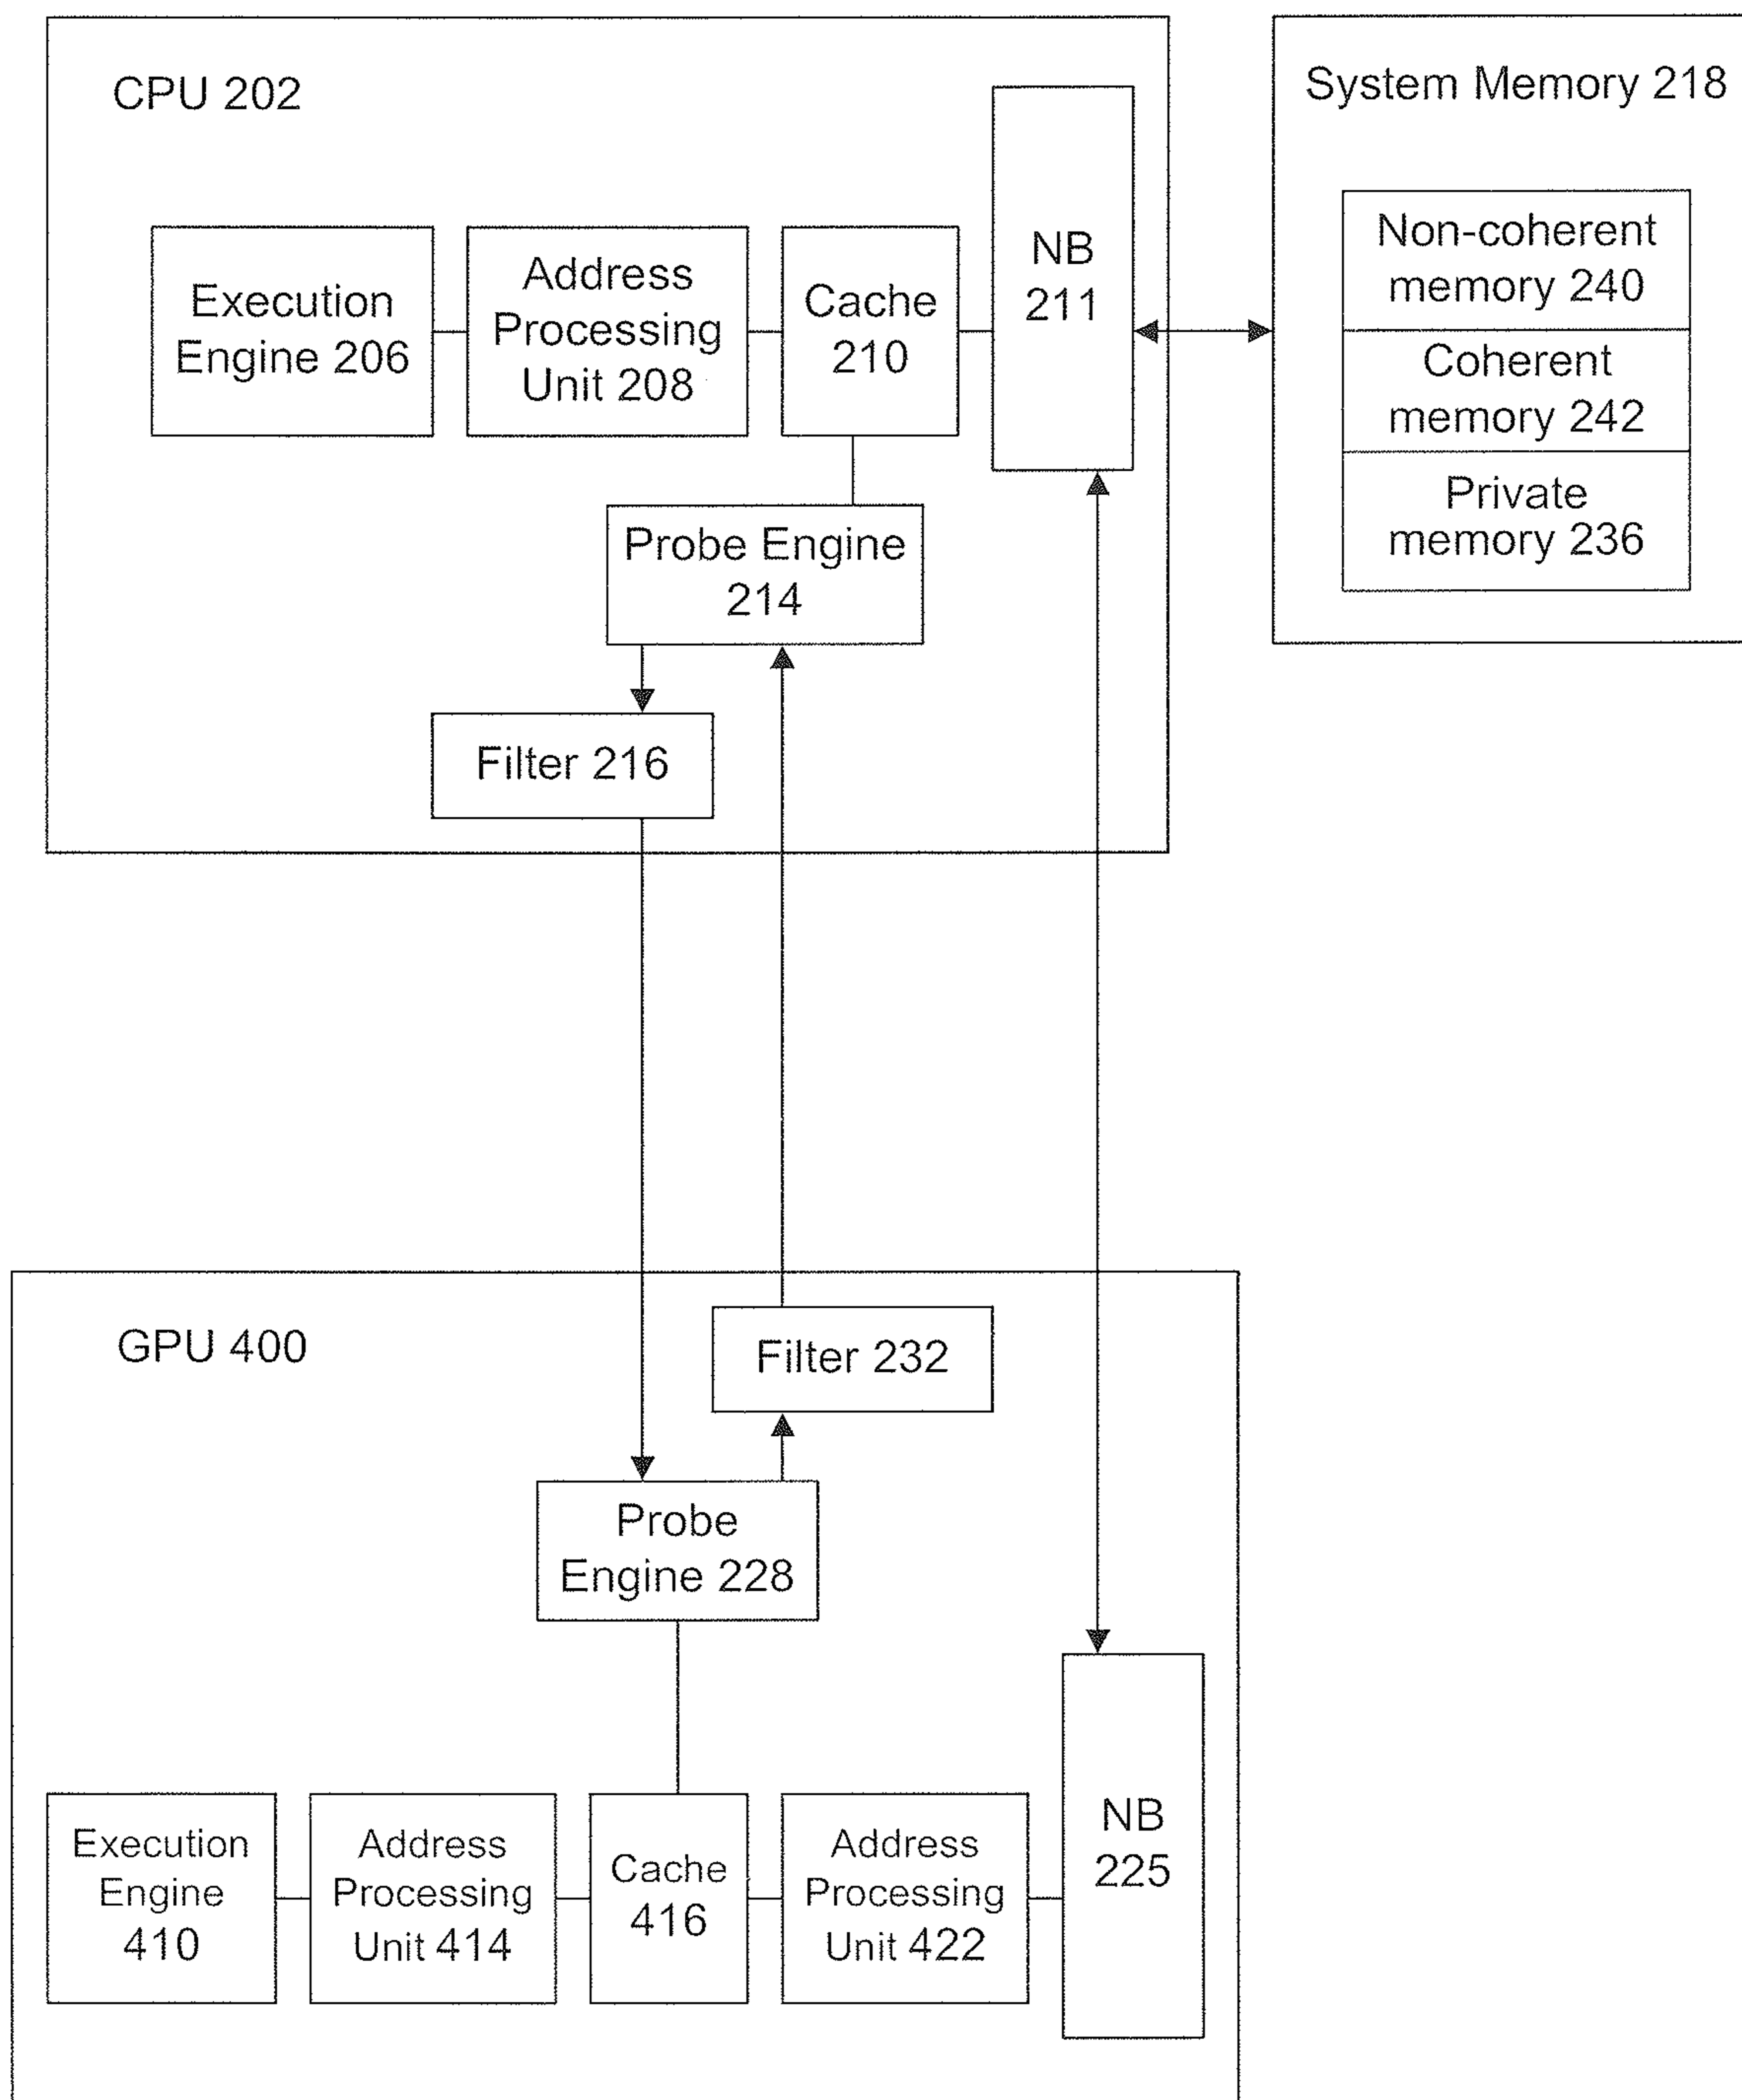 CPU 202
System Memory 218
Non-coherent
memory 240
Coherent
memory 242
Private
memory 236
NB
211
Execution
Engine 206
Address
Processing
Unit 208
Cache
210
Probe Engine
214
Filter 216
GPU 400
Filter 232
Probe
Engine 228
Execution
Engine
410
Address
Processing
Unit 414
Cache
416
Address
Processing
Unit 422
NB
225